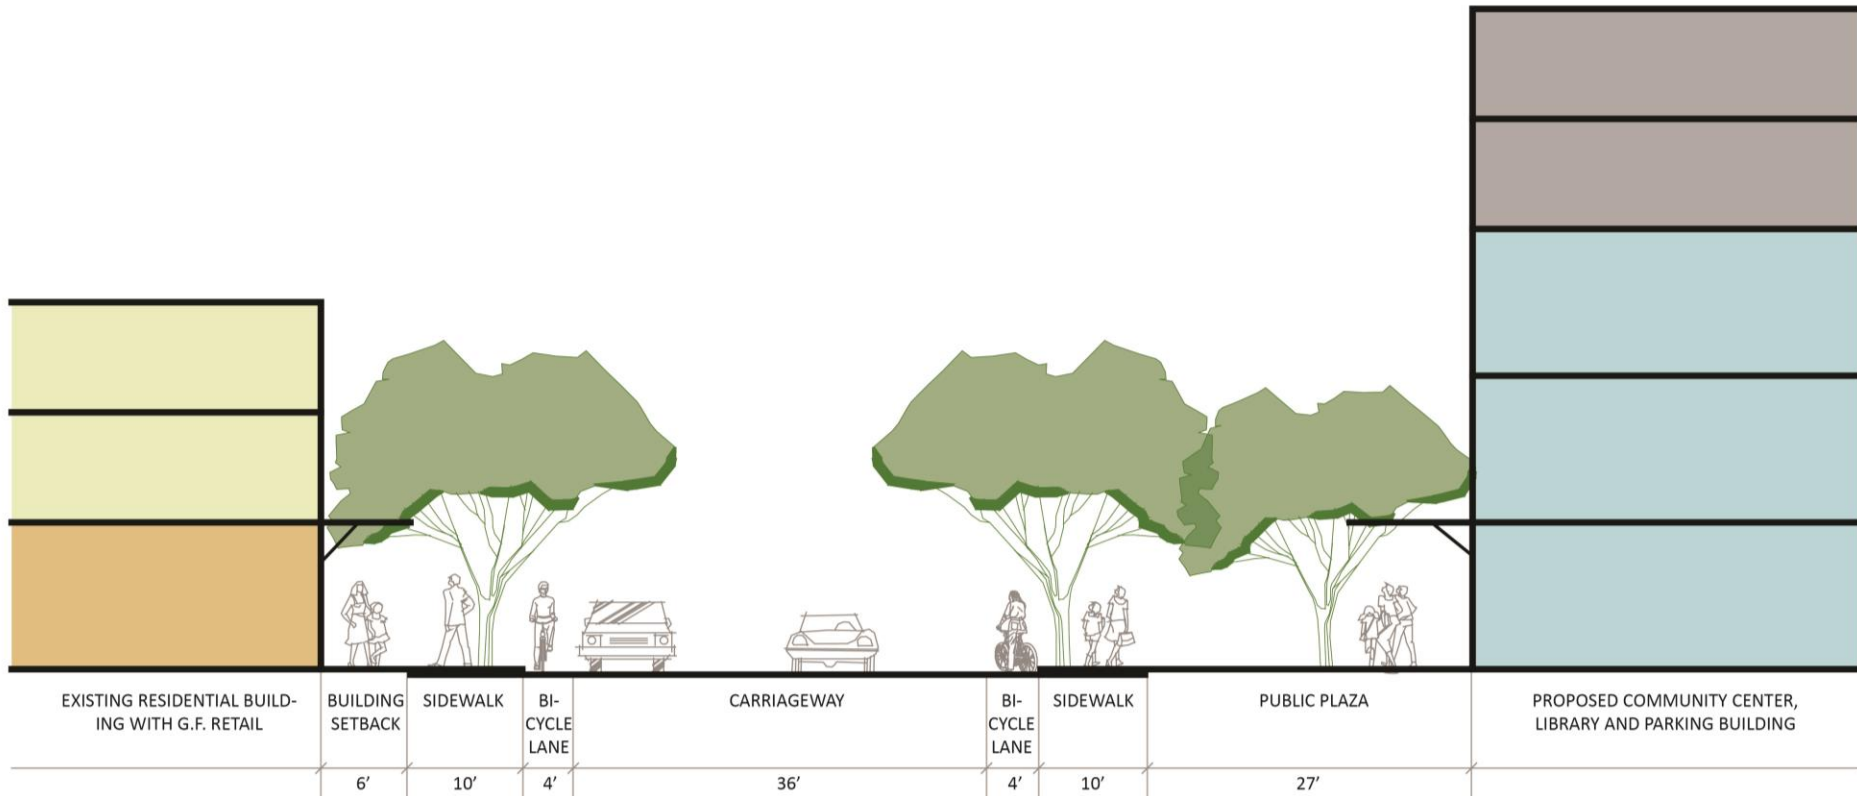 EXISTING RESIDENTIAL BUILD-
ING WITH G.F. RETAIL
BUILDING
SETBACK
SIDEWALK
BI-
CYCLE
LANE
CARRIAGEWAY
BI-
CYCLE
LANE
SIDEWALK
PUBLIC PLAZA
PROPOSED COMMUNITY CENTER,
LIBRARY AND PARKING BUILDING
6’
10’
4’
36’
4’
10’
27’